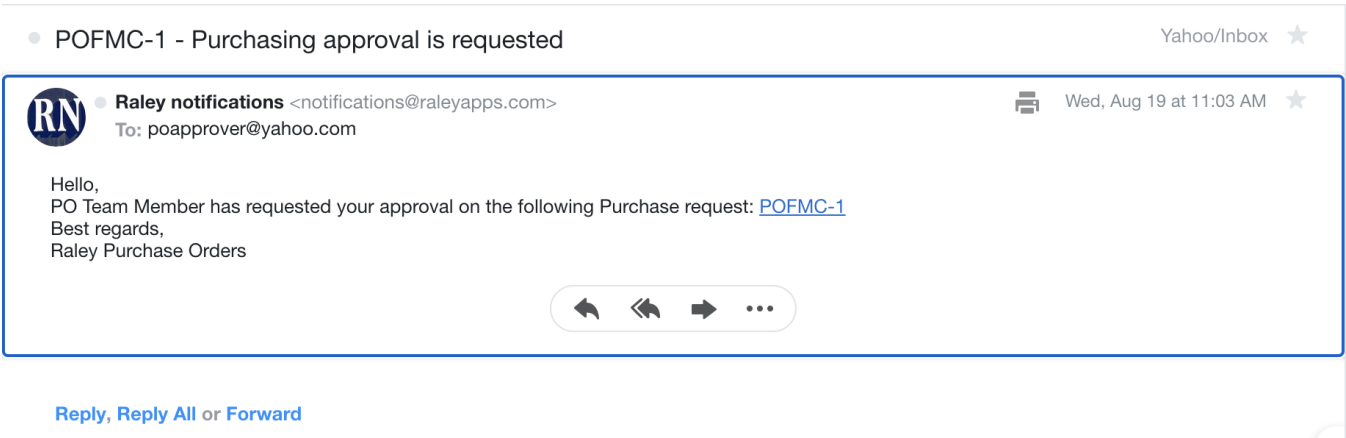 POFMC-1 - Purchasing approval is requested
Yahoo/Inbox
RN
Raley notifications <notifications@raleyapps.com>
Wed, Aug 19 at 11:03 AM
To: poapprover@yahoo.com
Hello,
PO Team Member has requested your approval on the following Purchase request: POFMC-1
Best regards,
Raley Purchase Orders
Reply, Reply All or Forward